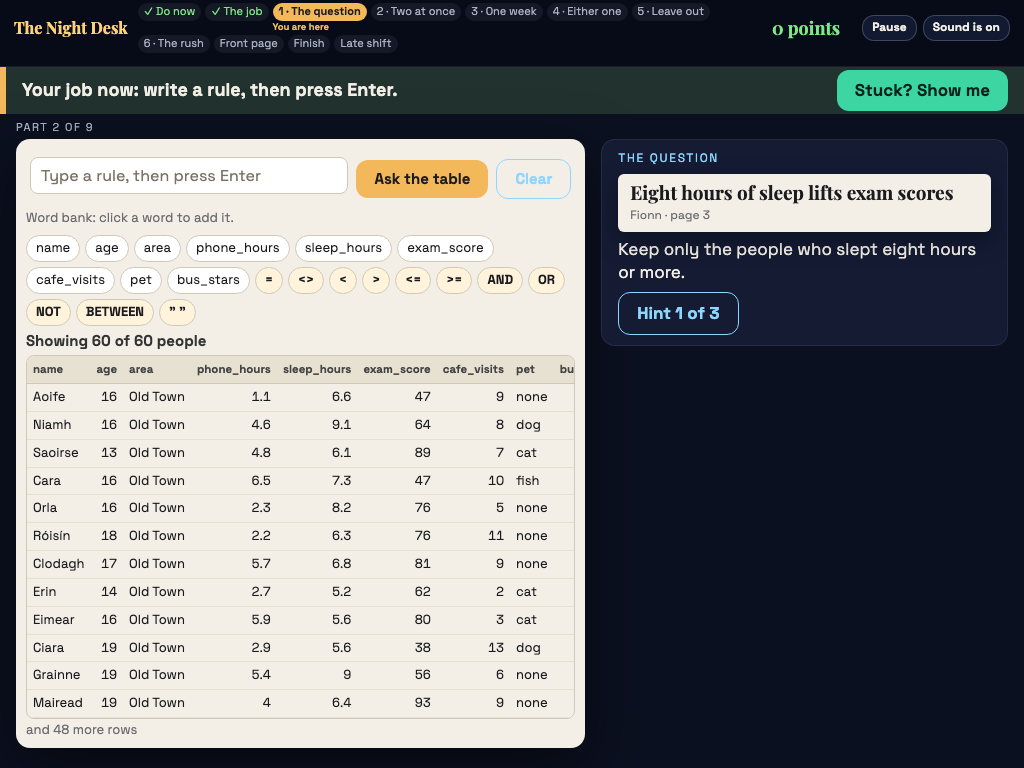 The Night Desk
✓ Do now
✓ The job
1 · The question
You are here
2 · Two at once
3 · One week
4 · Either one
5 · Leave out
6 · The rush
Front page
Finish
Late shift
0 points
Pause
Sound is on
Your job now: write a rule, then press Enter.
Stuck? Show me
PART 2 OF 9
Type a rule, then press Enter
Ask the table
Clear
Word bank: click a word to add it.
name age area phone_hours sleep_hours exam_score
cafe_visits pet bus_stars = <> < > <= >= AND OR
NOT BETWEEN " "
Showing 60 of 60 people
name age area phone_hours sleep_hours exam_score cafe_visits pet bu
Aoife 16 Old Town 1.1 6.6 47 9 none
Niamh 16 Old Town 4.6 9.1 64 8 dog
Saoirse 13 Old Town 4.8 6.1 89 7 cat
Cara 16 Old Town 6.5 7.3 47 10 fish
Orla 16 Old Town 2.3 8.2 76 5 none
Róisín 18 Old Town 2.2 6.3 76 11 none
Clodagh 17 Old Town 5.7 6.8 81 9 none
Erin 14 Old Town 2.7 5.2 62 2 cat
Eimear 16 Old Town 5.9 5.6 80 3 cat
Ciara 19 Old Town 2.9 5.6 38 13 dog
Grainne 19 Old Town 5.4 9 56 6 none
Mairead 19 Old Town 4 6.4 93 9 none
and 48 more rows
THE QUESTION
Eight hours of sleep lifts exam scores
Fionn · page 3
Keep only the people who slept eight hours
or more.
Hint 1 of 3